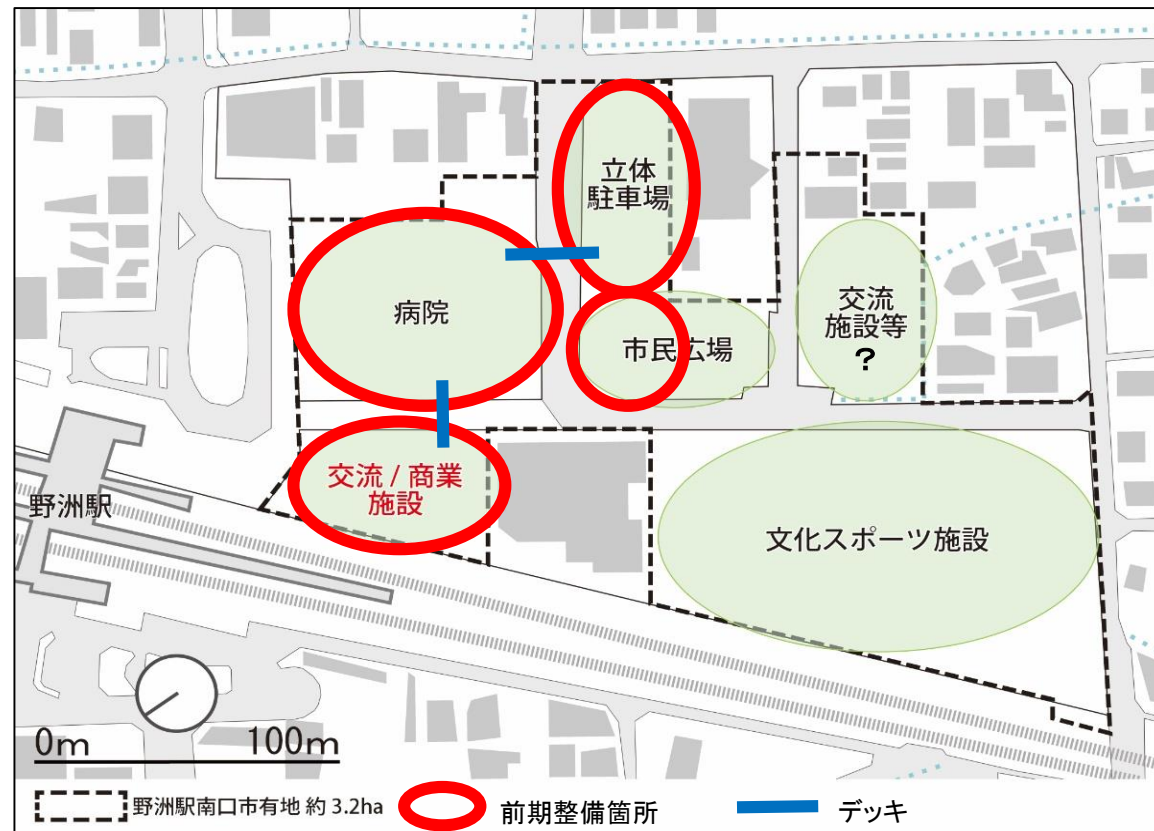 立体
駐車場
病院
市民広場
交流
施設等
?
交流 / 商業
施設
野洲駅
文化スポーツ施設
0m 100m
野洲駅南口市有地 約 3.2ha 前期整備箇所 デッキ